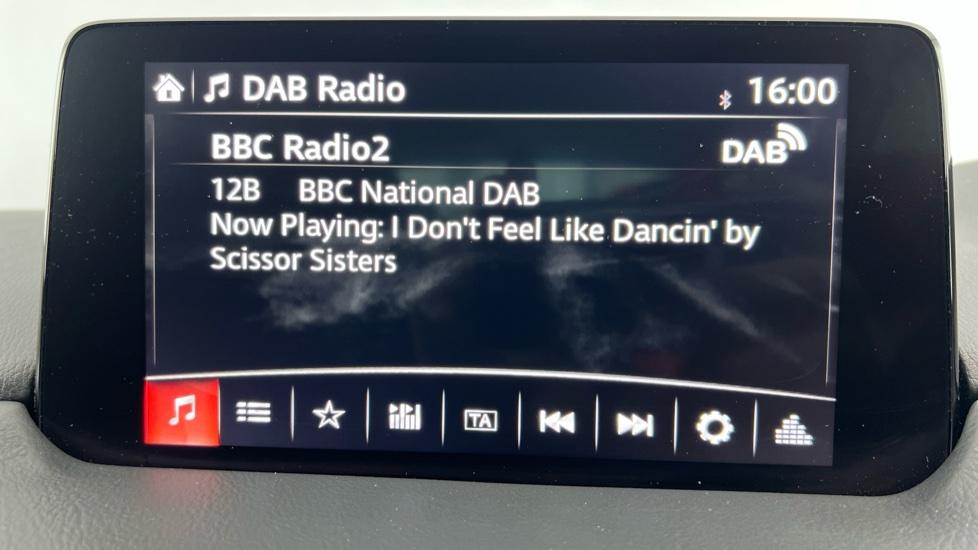 DAB Radio 16:00
BBC Radio2 DAB
12B BBC National DAB
Now Playing: I Don't Feel Like Dancin' by
Scissor Sisters
TA